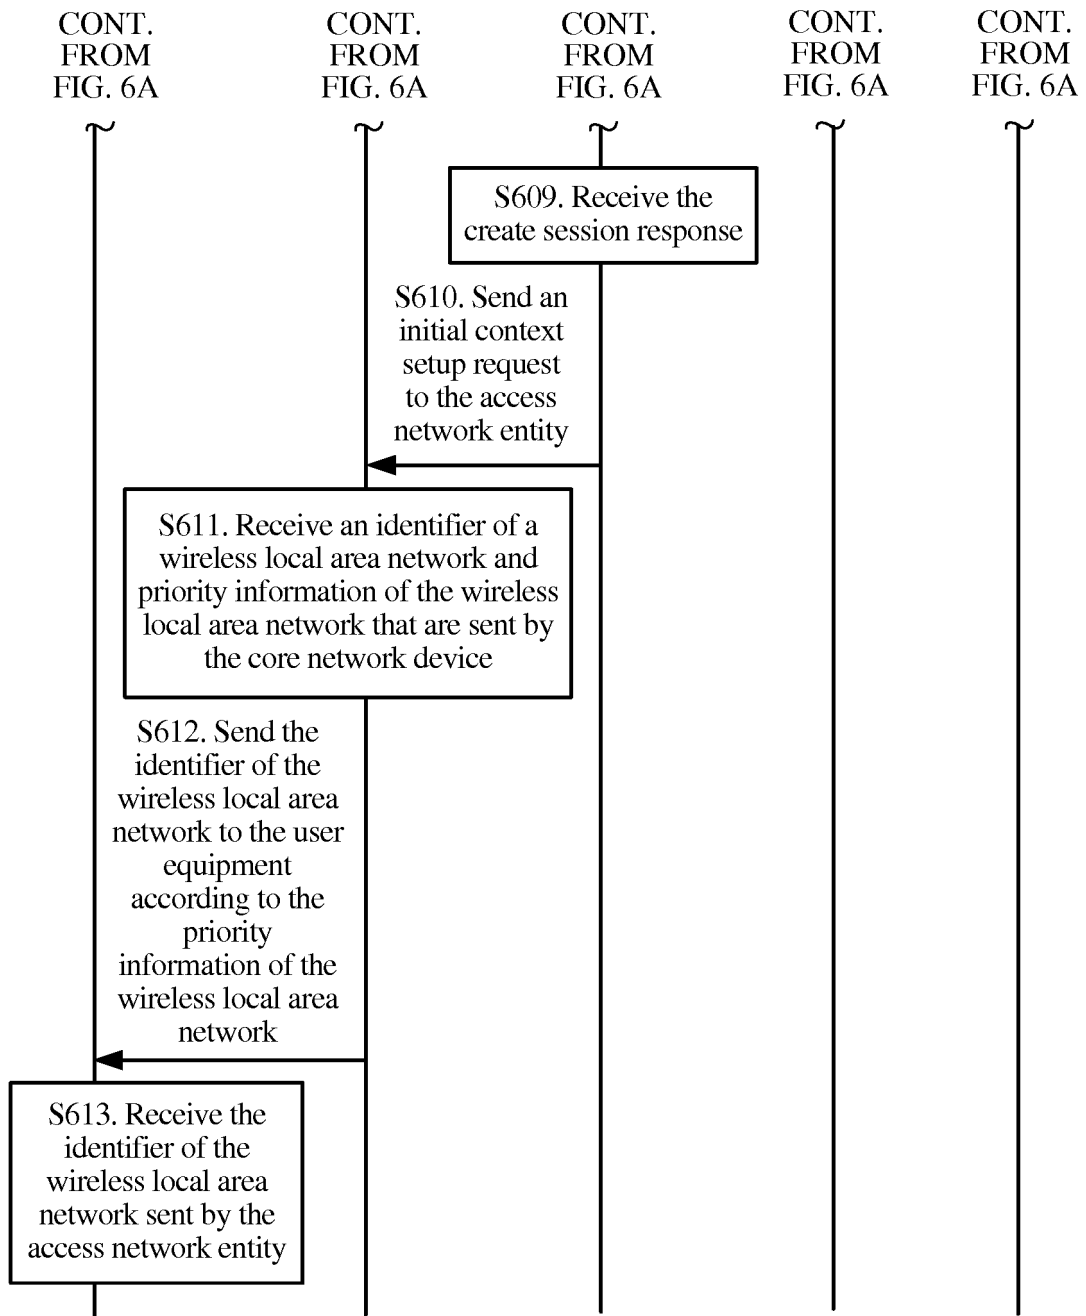 CONT.
FROM
FIG. 6A
CONT.
FROM
FIG. 6A
CONT.
FROM
FIG. 6A
CONT.
FROM
FIG. 6A
CONT.
FROM
FIG. 6A
S609. Receive the
create session response
S610. Send an
initial context
setup request
to the access
network entity
S611. Receive an identifier of a
wireless local area network and
priority information of the wireless
local area network that are sent by
the core network device
S612. Send the
identifier of the
wireless local area
network to the user
equipment
according to the
priority
information of the
wireless local area
network
S613. Receive the
identifier of the
wireless local area
network sent by the
access network entity